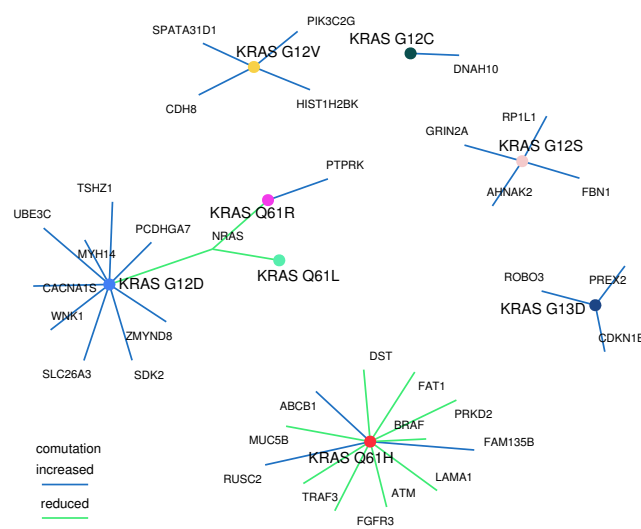 PIK3C2G
SPATA31D1
KRAS G12V
KRAS G12C
DNAH10
CDH8
HIST1H2BK
RP1L1
GRIN2A
KRAS G12S
AHNAK2
FBN1
PTPRK
TSHZ1
UBE3C
KRAS Q61R
PCDHGA7
NRAS
MYH14
KRAS Q61L
CACNA1S
KRAS G12D
ROBO3
PREX2
KRAS G13D
WNK1
ZMYND8
CDKN1B
SLC26A3
SDK2
DST
FAT1
ABCB1
PRKD2
BRAF
MUC5B
FAM135B
KRAS Q61H
RUSC2
LAMA1
TRAF3
ATM
FGFR3
comutation
increased
reduced